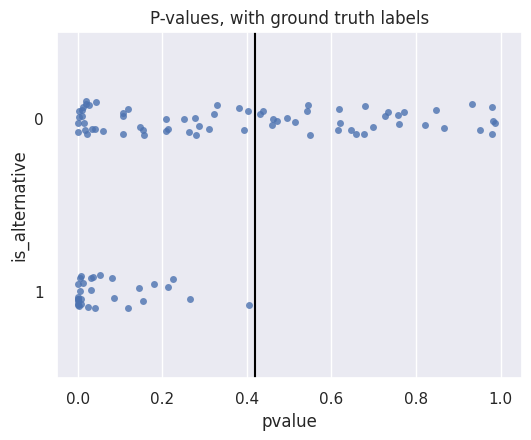 P-values, with ground truth labels
is_alternative
0
1
0.0 0.2 0.4 0.6 0.8 1.0
pvalue